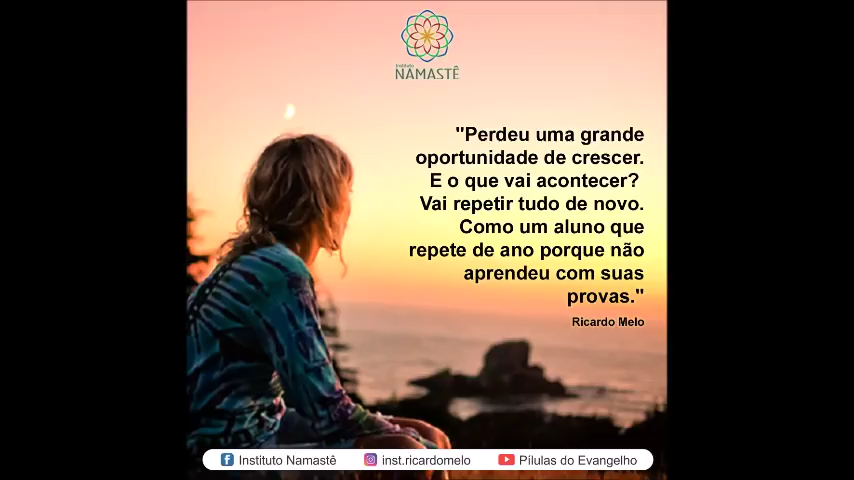 Instituto
NAMASTÊ
"Perdeu uma grande
oportunidade de crescer.
E o que vai acontecer?
Vai repetir tudo de novo.
Como um aluno que
repete de ano porque não
aprendeu com suas
provas."
Ricardo Melo
Instituto Namastê inst.ricardomelo Pílulas do Evangelho